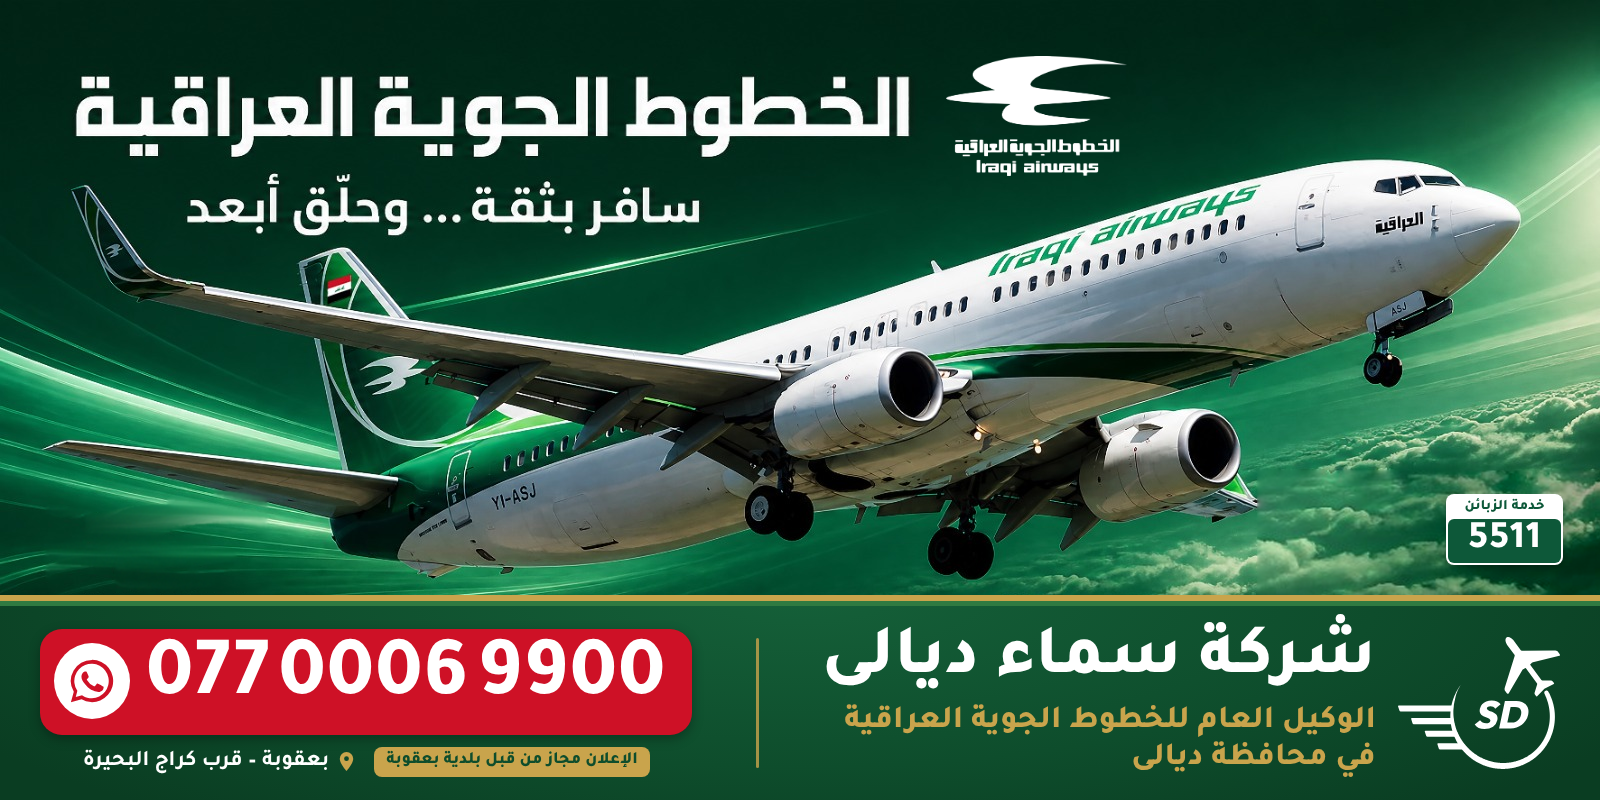 الخطوط الجوية العراقية
الخطوط الجوية العراقية
Iraqi airways
سافر بثقة ... وحلّق أبعد
Iraqi airways
العراقية
ASJ
YI-ASJ
خدمة الزبائن
5511
شركة سماء ديالى
الوكيل العام للخطوط الجوية العراقية
في محافظة ديالى
SD
077 0006 9900
الإعلان مجاز من قبل بلدية بعقوبة
بعقوبة - قرب كراج البحيرة